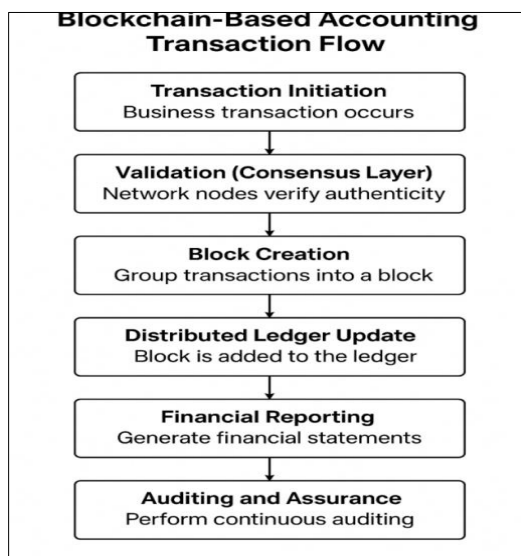 Blockchain-Based Accounting
Transaction Flow
Transaction Initiation
Business transaction occurs
Validation (Consensus Layer)
Network nodes verify authenticity
Block Creation
Group transactions into a block
Distributed Ledger Update
Block is added to the ledger
Financial Reporting
Generate financial statements
Auditing and Assurance
Perform continuous auditing